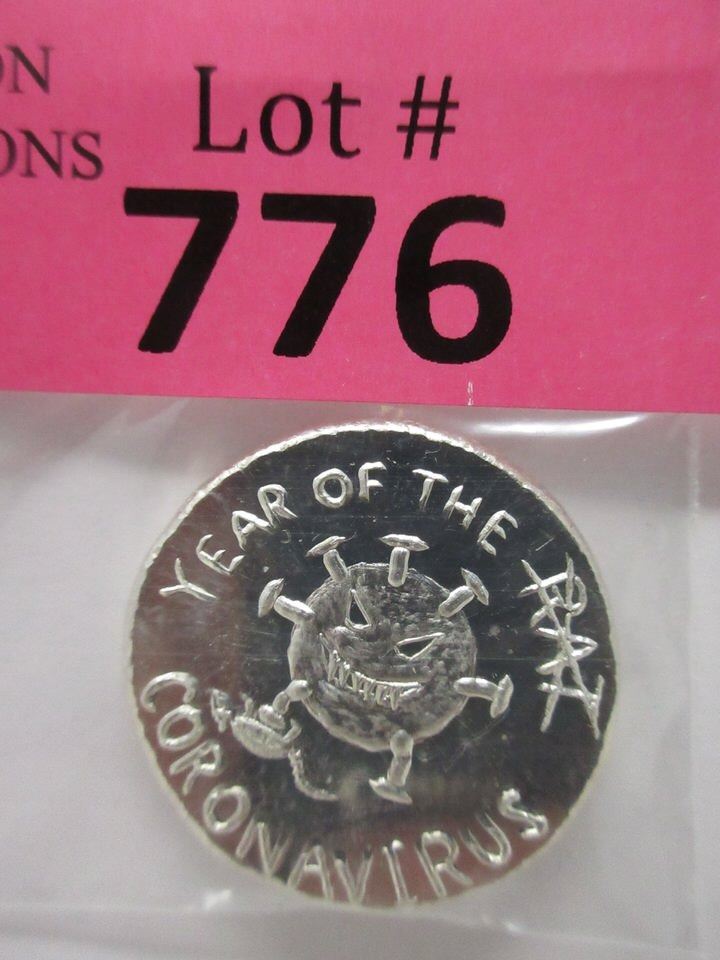 ON
ONS
Lot #
776
YEAR OF THE
RAT
CORONAVIRUS